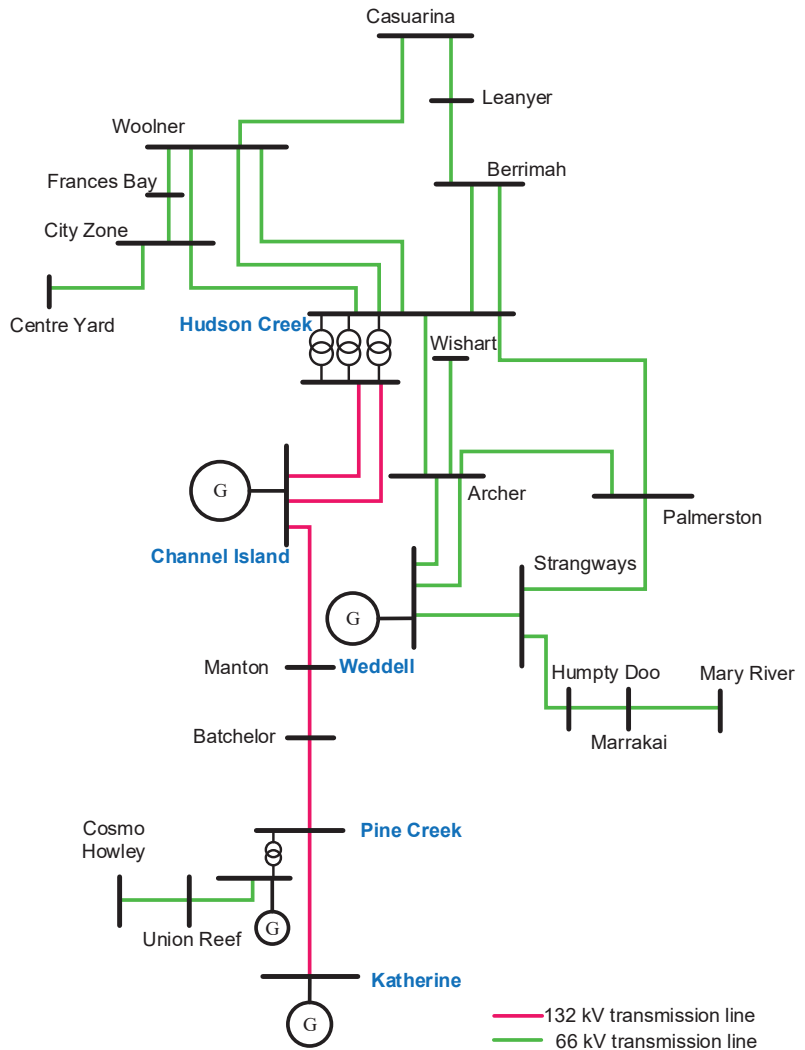 Casuarina
Leanyer
Woolner
Berrimah
Frances Bay
City Zone
Centre Yard
Hudson Creek
Wishart
G
Archer
Palmerston
Channel Island
Strangways
G
Manton
Weddell
Humpty Doo
Mary River
Marrakai
Batchelor
Cosmo
Howley
Pine Creek
Union Reef
G
Katherine
G
132 kV transmission line
66 kV transmission line